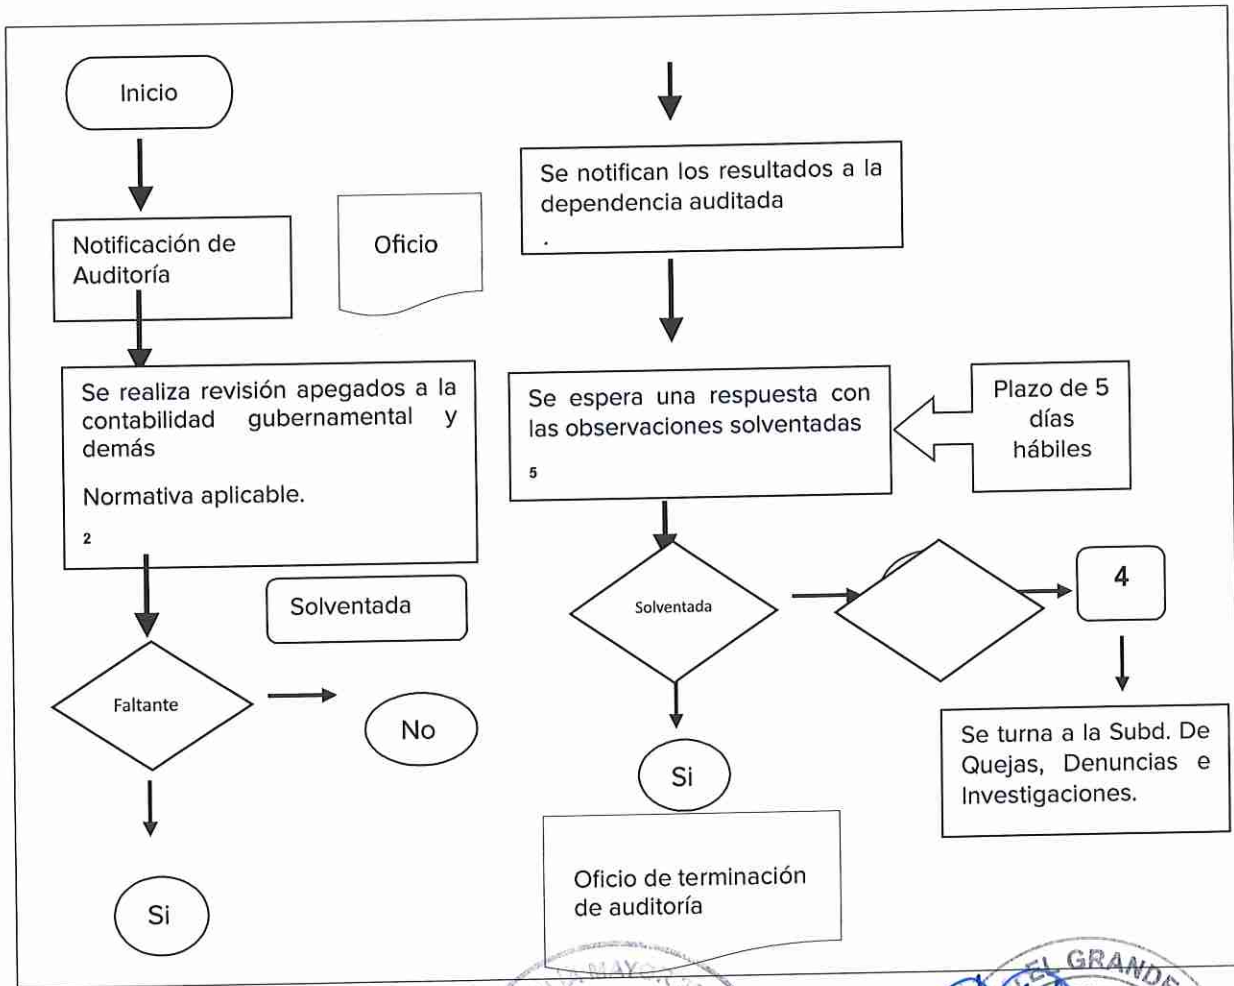 Inicio
Notificación de
Auditoría
Oficio
Se realiza revisión apegados a la
contabilidad gubernamental y
demás
Normativa aplicable.
2
Solventada
Faltante
No
Si
Se notifican los resultados a la
dependencia auditada
.
Se espera una respuesta con
las observaciones solventadas
5
Plazo de 5
días
hábiles
Solventada
4
Si
Se turna a la Subd. De
Quejas, Denuncias e
Investigaciones.
Oficio de terminación
de auditoría
MAYOR
EL GRANDE